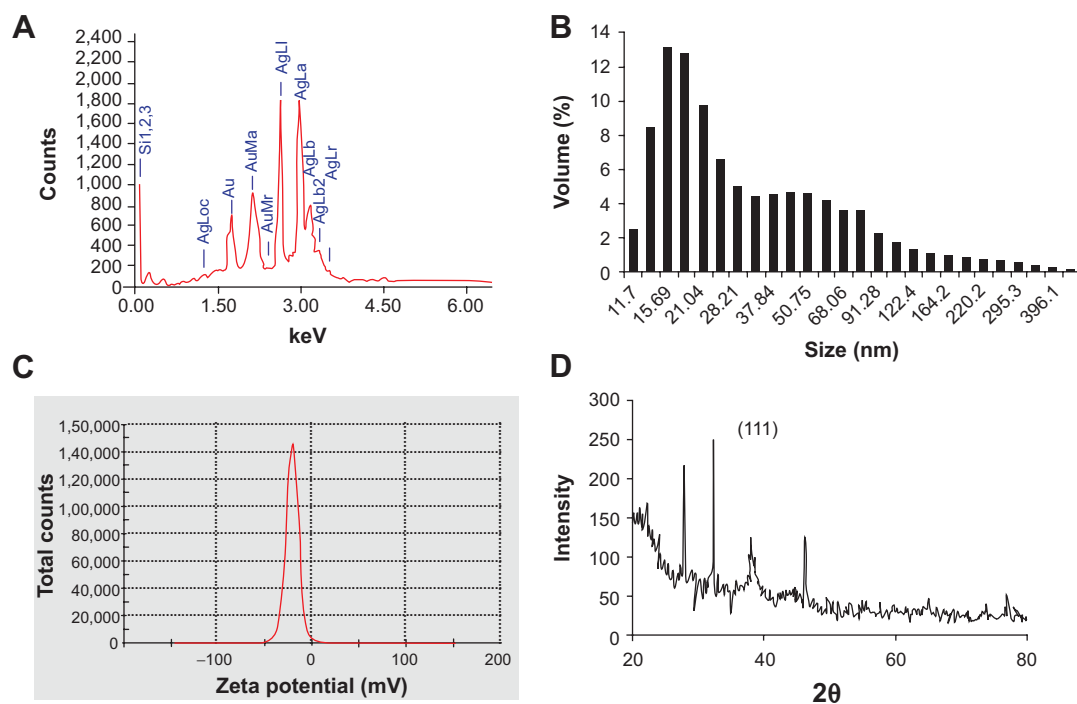 A
Counts
2,400
2,200
2,000
1,800
1,600
1,400
1,200
1,000
800
600
400
200
0
Si1,2,3
AgLoc
Au
AuMa
AuMr
AgLI
AgLa
AgLb
AgLb2
AgLr
0.00 1.50 3.00 4.50 6.00
keV
B
Volume (%)
14
12
10
8
6
4
2
0
11.7 15.69 21.04 28.21 37.84 50.75 68.06 91.28 122.4 164.2 220.2 295.3 396.1
Size (nm)
C
Total counts
1,50,000
1,40,000
1,20,000
1,00,000
80,000
60,000
40,000
20,000
0
–100 0 100 200
Zeta potential (mV)
D
Intensity
300
250
200
150
100
50
0
(111)
20 40 60 80
2θ